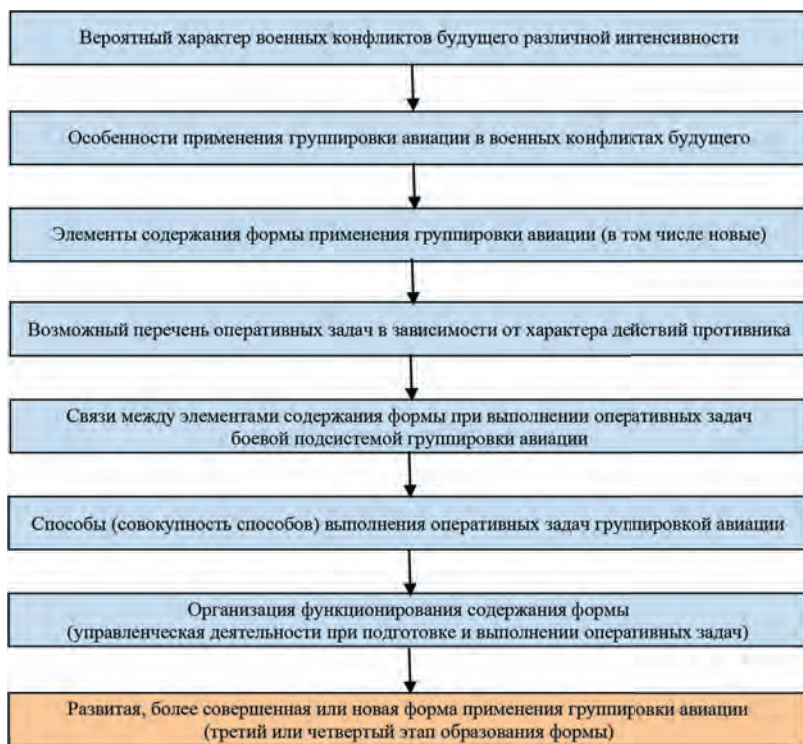 Вероятный характер военных конфликтов будущего различной интенсивности
Особенности применения группировки авиации в военных конфликтах будущего
Элементы содержания формы применения группировки авиации (в том числе новые)
Возможный перечень оперативных задач в зависимости от характера действий противника
Связи между элементами содержания формы при выполнении оперативных задач
боевой подсистемой группировки авиации
Способы (совокупность способов) выполнения оперативных задач группировкой авиации
Организация функционирования содержания формы
(управленческая деятельности при подготовке и выполнении оперативных задач)
Развитая, более совершенная или новая форма применения группировки авиации
(третий или четвертый этап образования формы)